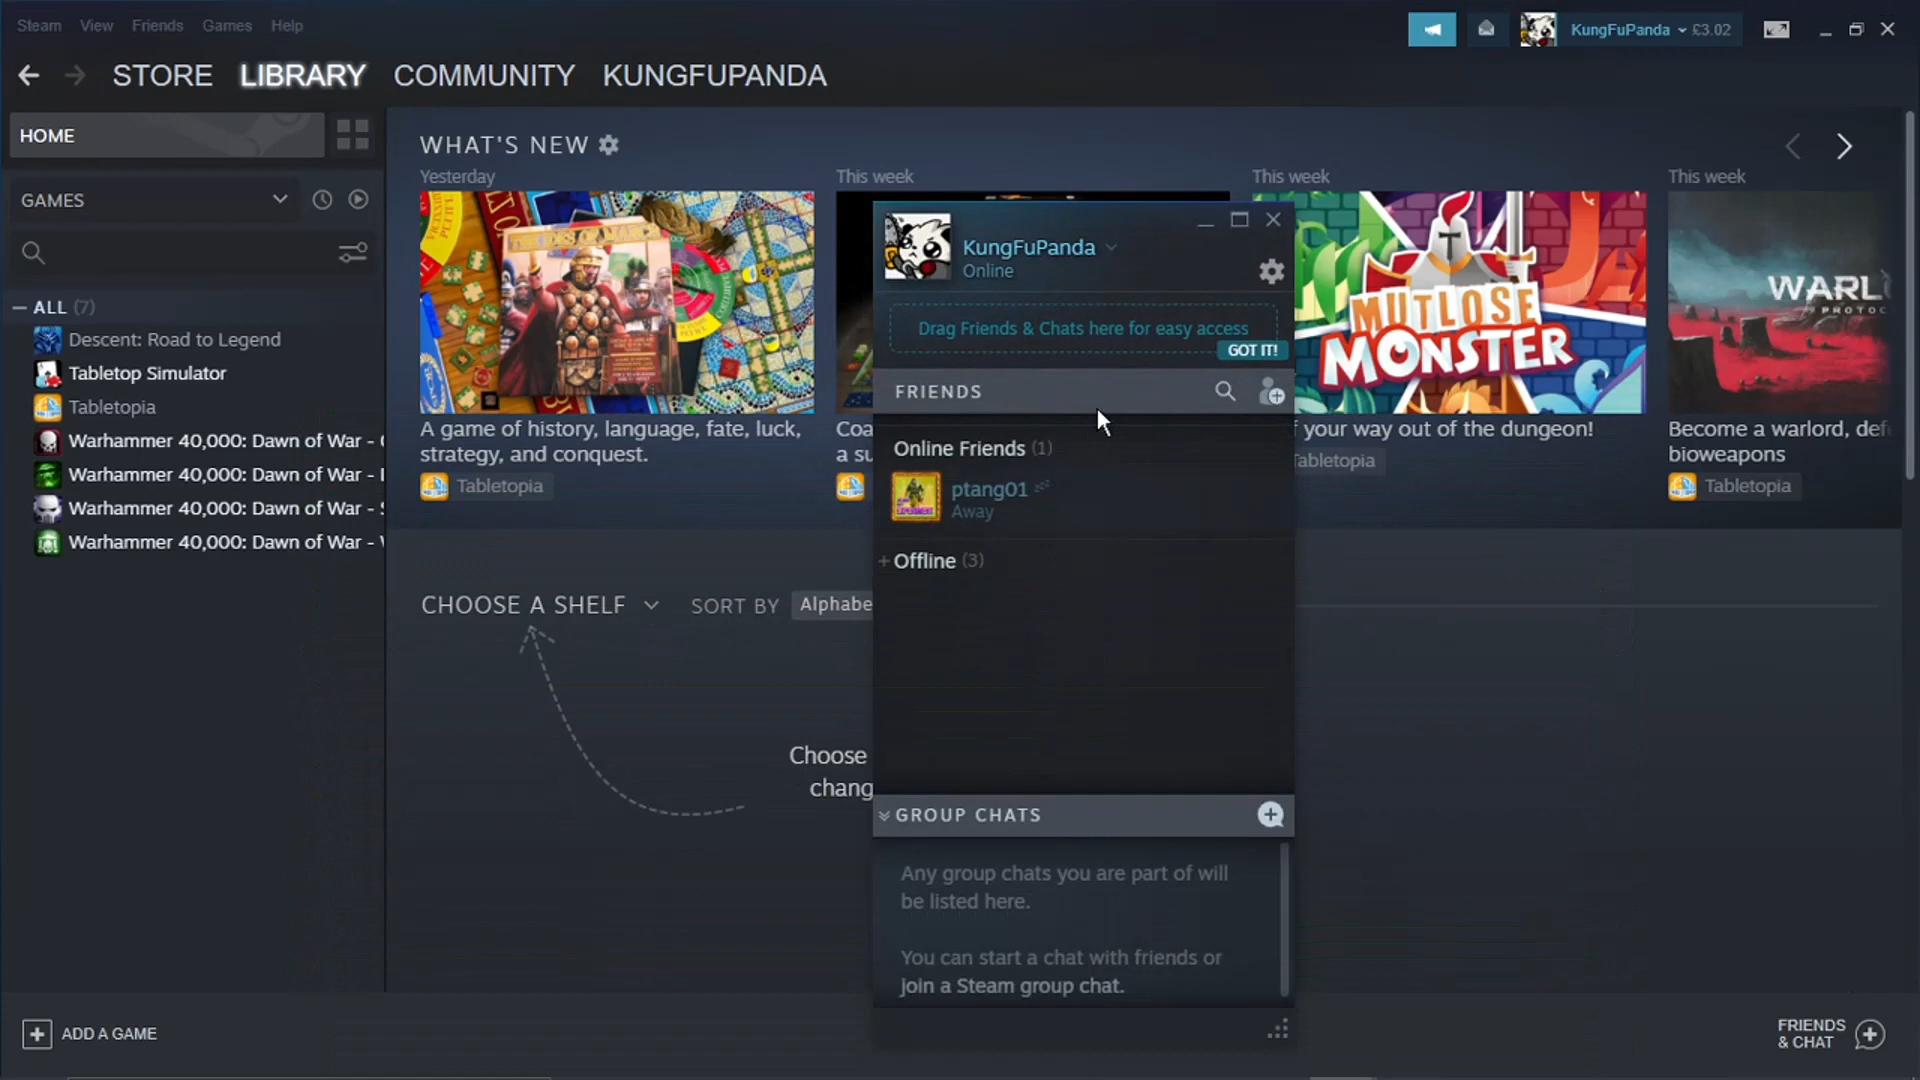 Steam View Friends Games Help
KungFuPanda £3.02
STORE LIBRARY COMMUNITY KUNGFUPANDA
HOME
GAMES
ALL (7)
Descent: Road to Legend
Tabletop Simulator
Tabletopia
Warhammer 40,000: Dawn of War -
Warhammer 40,000: Dawn of War -
Warhammer 40,000: Dawn of War -
Warhammer 40,000: Dawn of War -
WHAT'S NEW
Yesterday
A game of history, language, fate, luck,
strategy, and conquest.
Tabletopia
This week
Coa
a su
This week
MUTLOSE
MONSTER
f your way out of the dungeon!
Tabletopia
This week
WARL
PROTOC
Become a warlord, def
bioweapons
Tabletopia
CHOOSE A SHELF SORT BY Alphabe
Choose
chang
KungFuPanda
Online
Drag Friends & Chats here for easy access
GOT IT!
FRIENDS
Online Friends (1)
ptang01 zzz
Away
+ Offline (3)
GROUP CHATS
Any group chats you are part of will
be listed here.
You can start a chat with friends or
join a Steam group chat.
ADD A GAME
FRIENDS
& CHAT